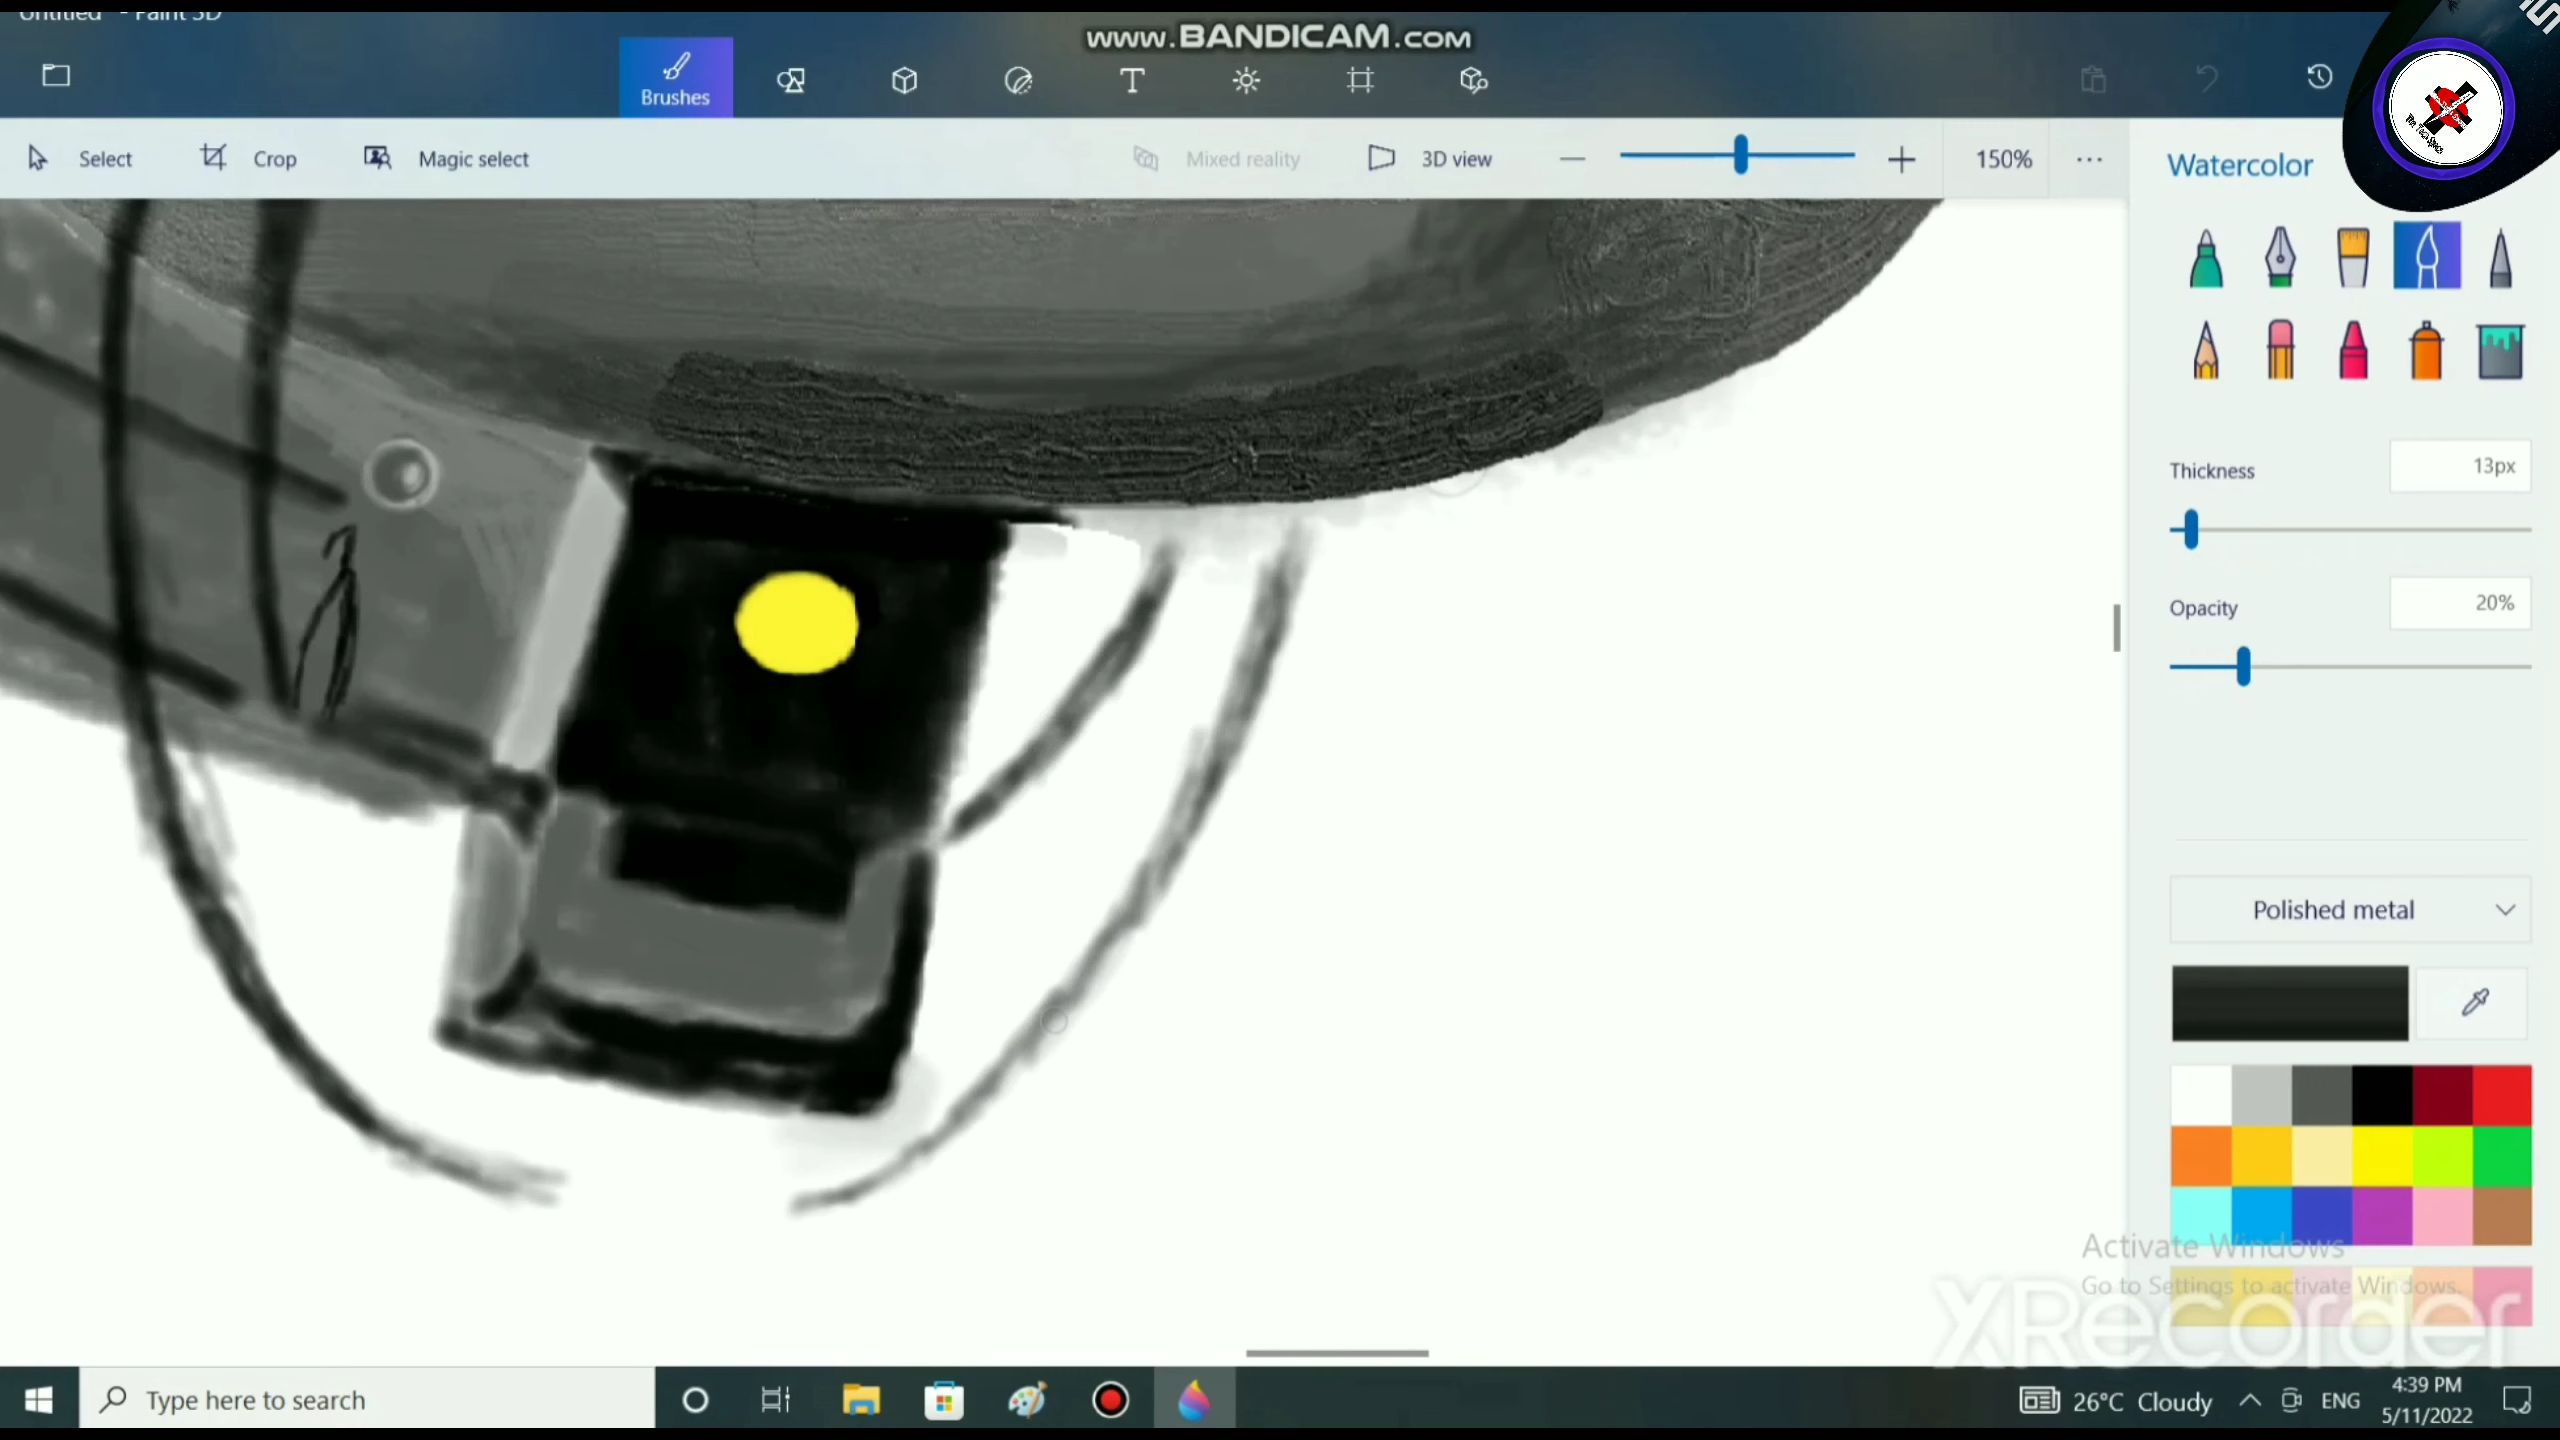 Untitled - Paint 3D
www.BANDICAM.com
Brushes
Select
Crop
Magic select
Mixed reality
3D view
150%
Watercolor
Thickness
13px
Opacity
20%
Polished metal
Activate Windows
Go to Settings to activate Windows.
XRecorder
Type here to search
26°C Cloudy
ENG
4:39 PM
5/11/2022